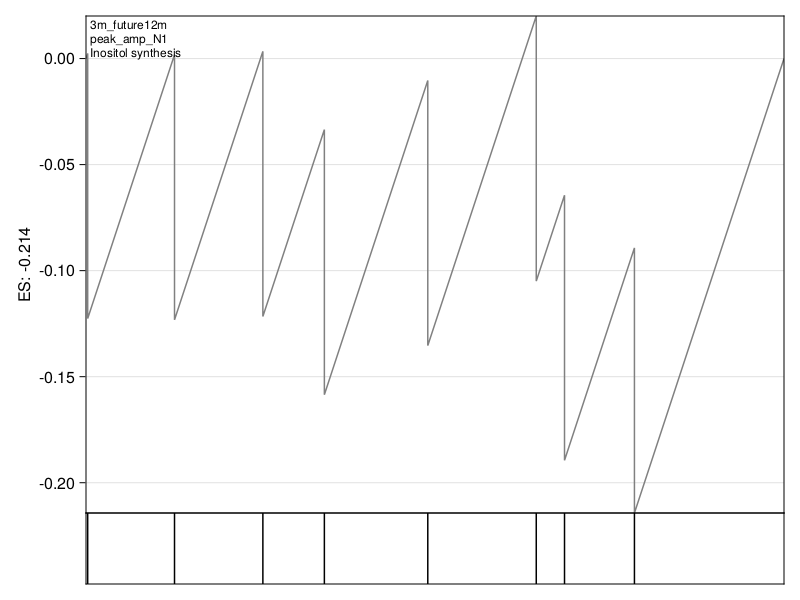 3m_future12m
peak_amp_N1
Inositol synthesis
0.00
-0.05
-0.10
-0.15
-0.20
ES: -0.214